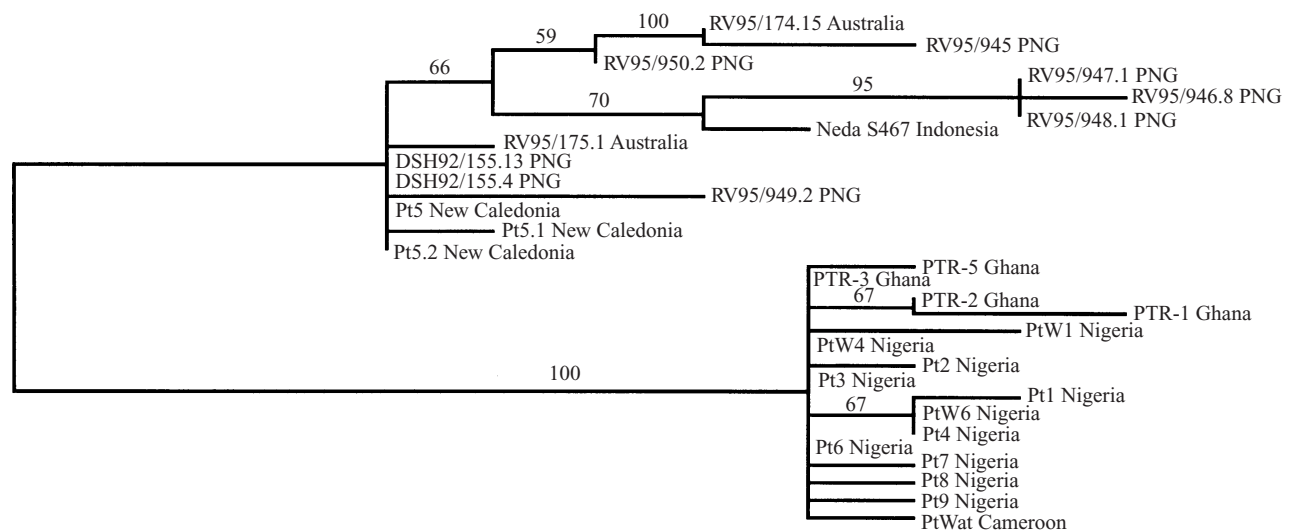 100
RV95/174.15 Australia
59
RV95/945 PNG
RV95/950.2 PNG
66
RV95/947.1 PNG
95
RV95/946.8 PNG
70
RV95/948.1 PNG
Neda S467 Indonesia
RV95/175.1 Australia
DSH92/155.13 PNG
DSH92/155.4 PNG
RV95/949.2 PNG
Pt5 New Caledonia
Pt5.1 New Caledonia
Pt5.2 New Caledonia
PTR-5 Ghana
PTR-3 Ghana
67
PTR-2 Ghana
PTR-1 Ghana
PtW1 Nigeria
PtW4 Nigeria
Pt2 Nigeria
100
Pt3 Nigeria
Pt1 Nigeria
67
PtW6 Nigeria
Pt4 Nigeria
Pt6 Nigeria
Pt7 Nigeria
Pt8 Nigeria
Pt9 Nigeria
PtWat Cameroon